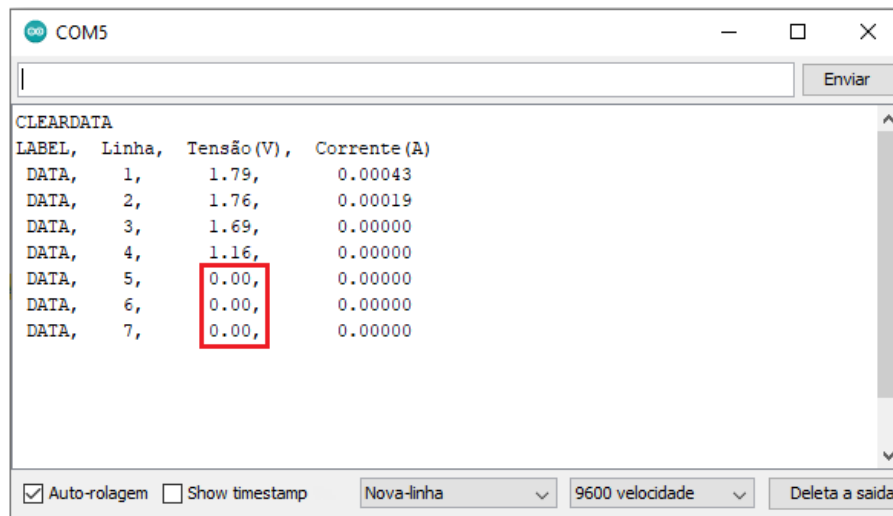 COM5
Enviar
CLEARDATA
LABEL, Linha, Tensão(V), Corrente(A)
DATA, 1, 1.79, 0.00043
DATA, 2, 1.76, 0.00019
DATA, 3, 1.69, 0.00000
DATA, 4, 1.16, 0.00000
DATA, 5, 0.00, 0.00000
DATA, 6, 0.00, 0.00000
DATA, 7, 0.00, 0.00000
Auto-rolagem Show timestamp Nova-linha 9600 velocidade Deleta a saida